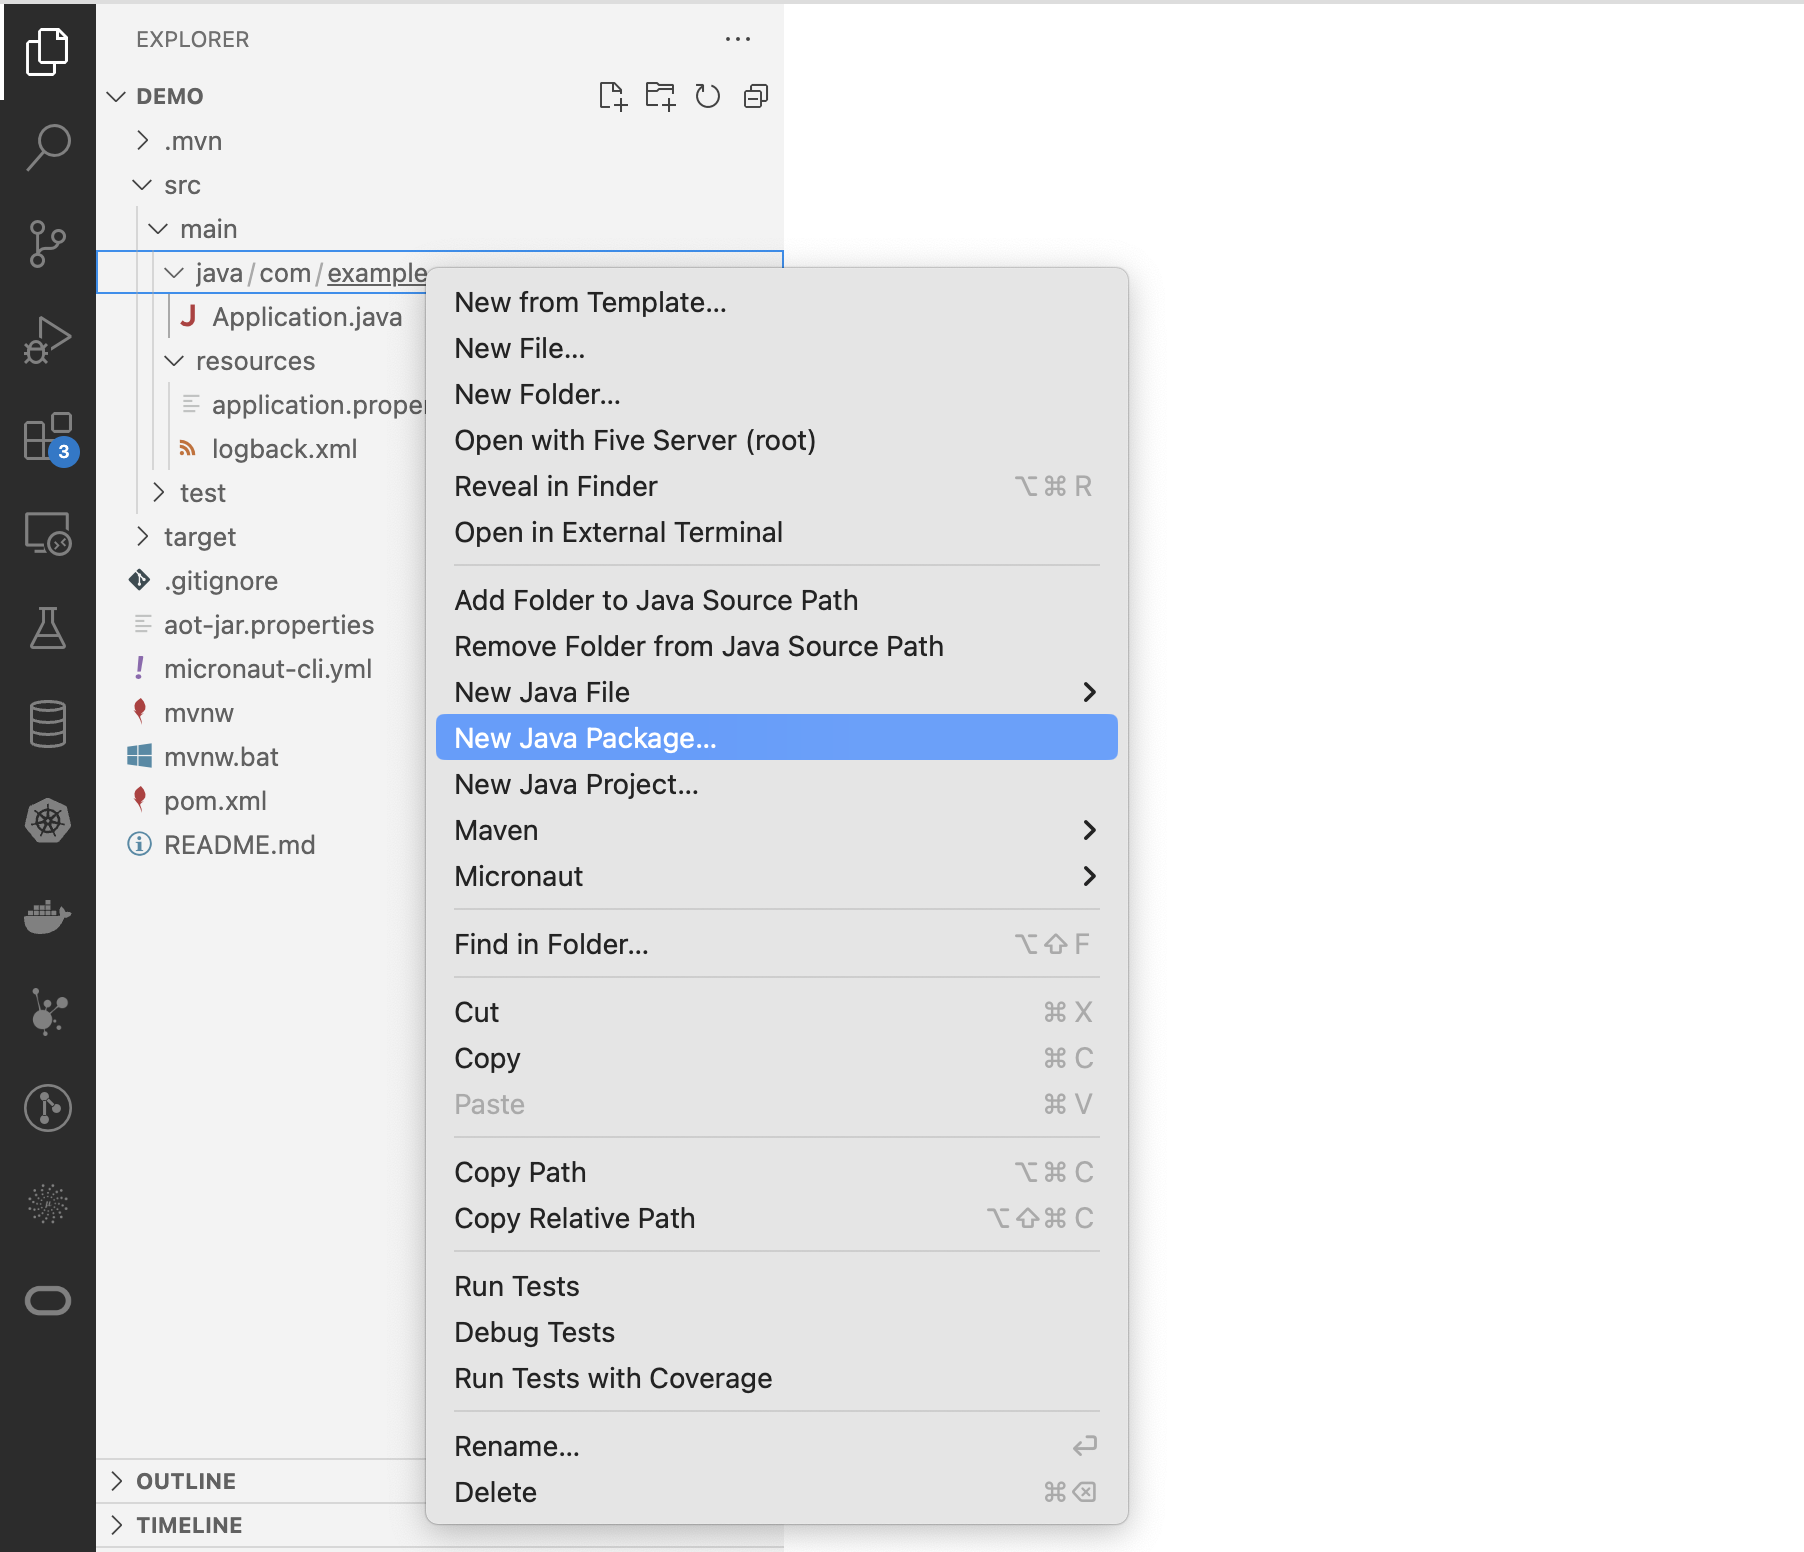 EXPLORER
DEMO
.mvn
src
main
java/com/example
Application.java
resources
application.proper
logback.xml
test
target
.gitignore
aot-jar.properties
micronaut-cli.yml
mvnw
mvnw.bat
pom.xml
README.md
OUTLINE
TIMELINE
3
New from Template...
New File...
New Folder...
Open with Five Server (root)
Reveal in Finder ⌥⌘R
Open in External Terminal
Add Folder to Java Source Path
Remove Folder from Java Source Path
New Java File
New Java Package...
New Java Project...
Maven
Micronaut
Find in Folder... ⌥⇧F
Cut ⌘X
Copy ⌘C
Paste ⌘V
Copy Path ⌥⌘C
Copy Relative Path ⌥⇧⌘C
Run Tests
Debug Tests
Run Tests with Coverage
Rename... ⏎
Delete ⌘⌫